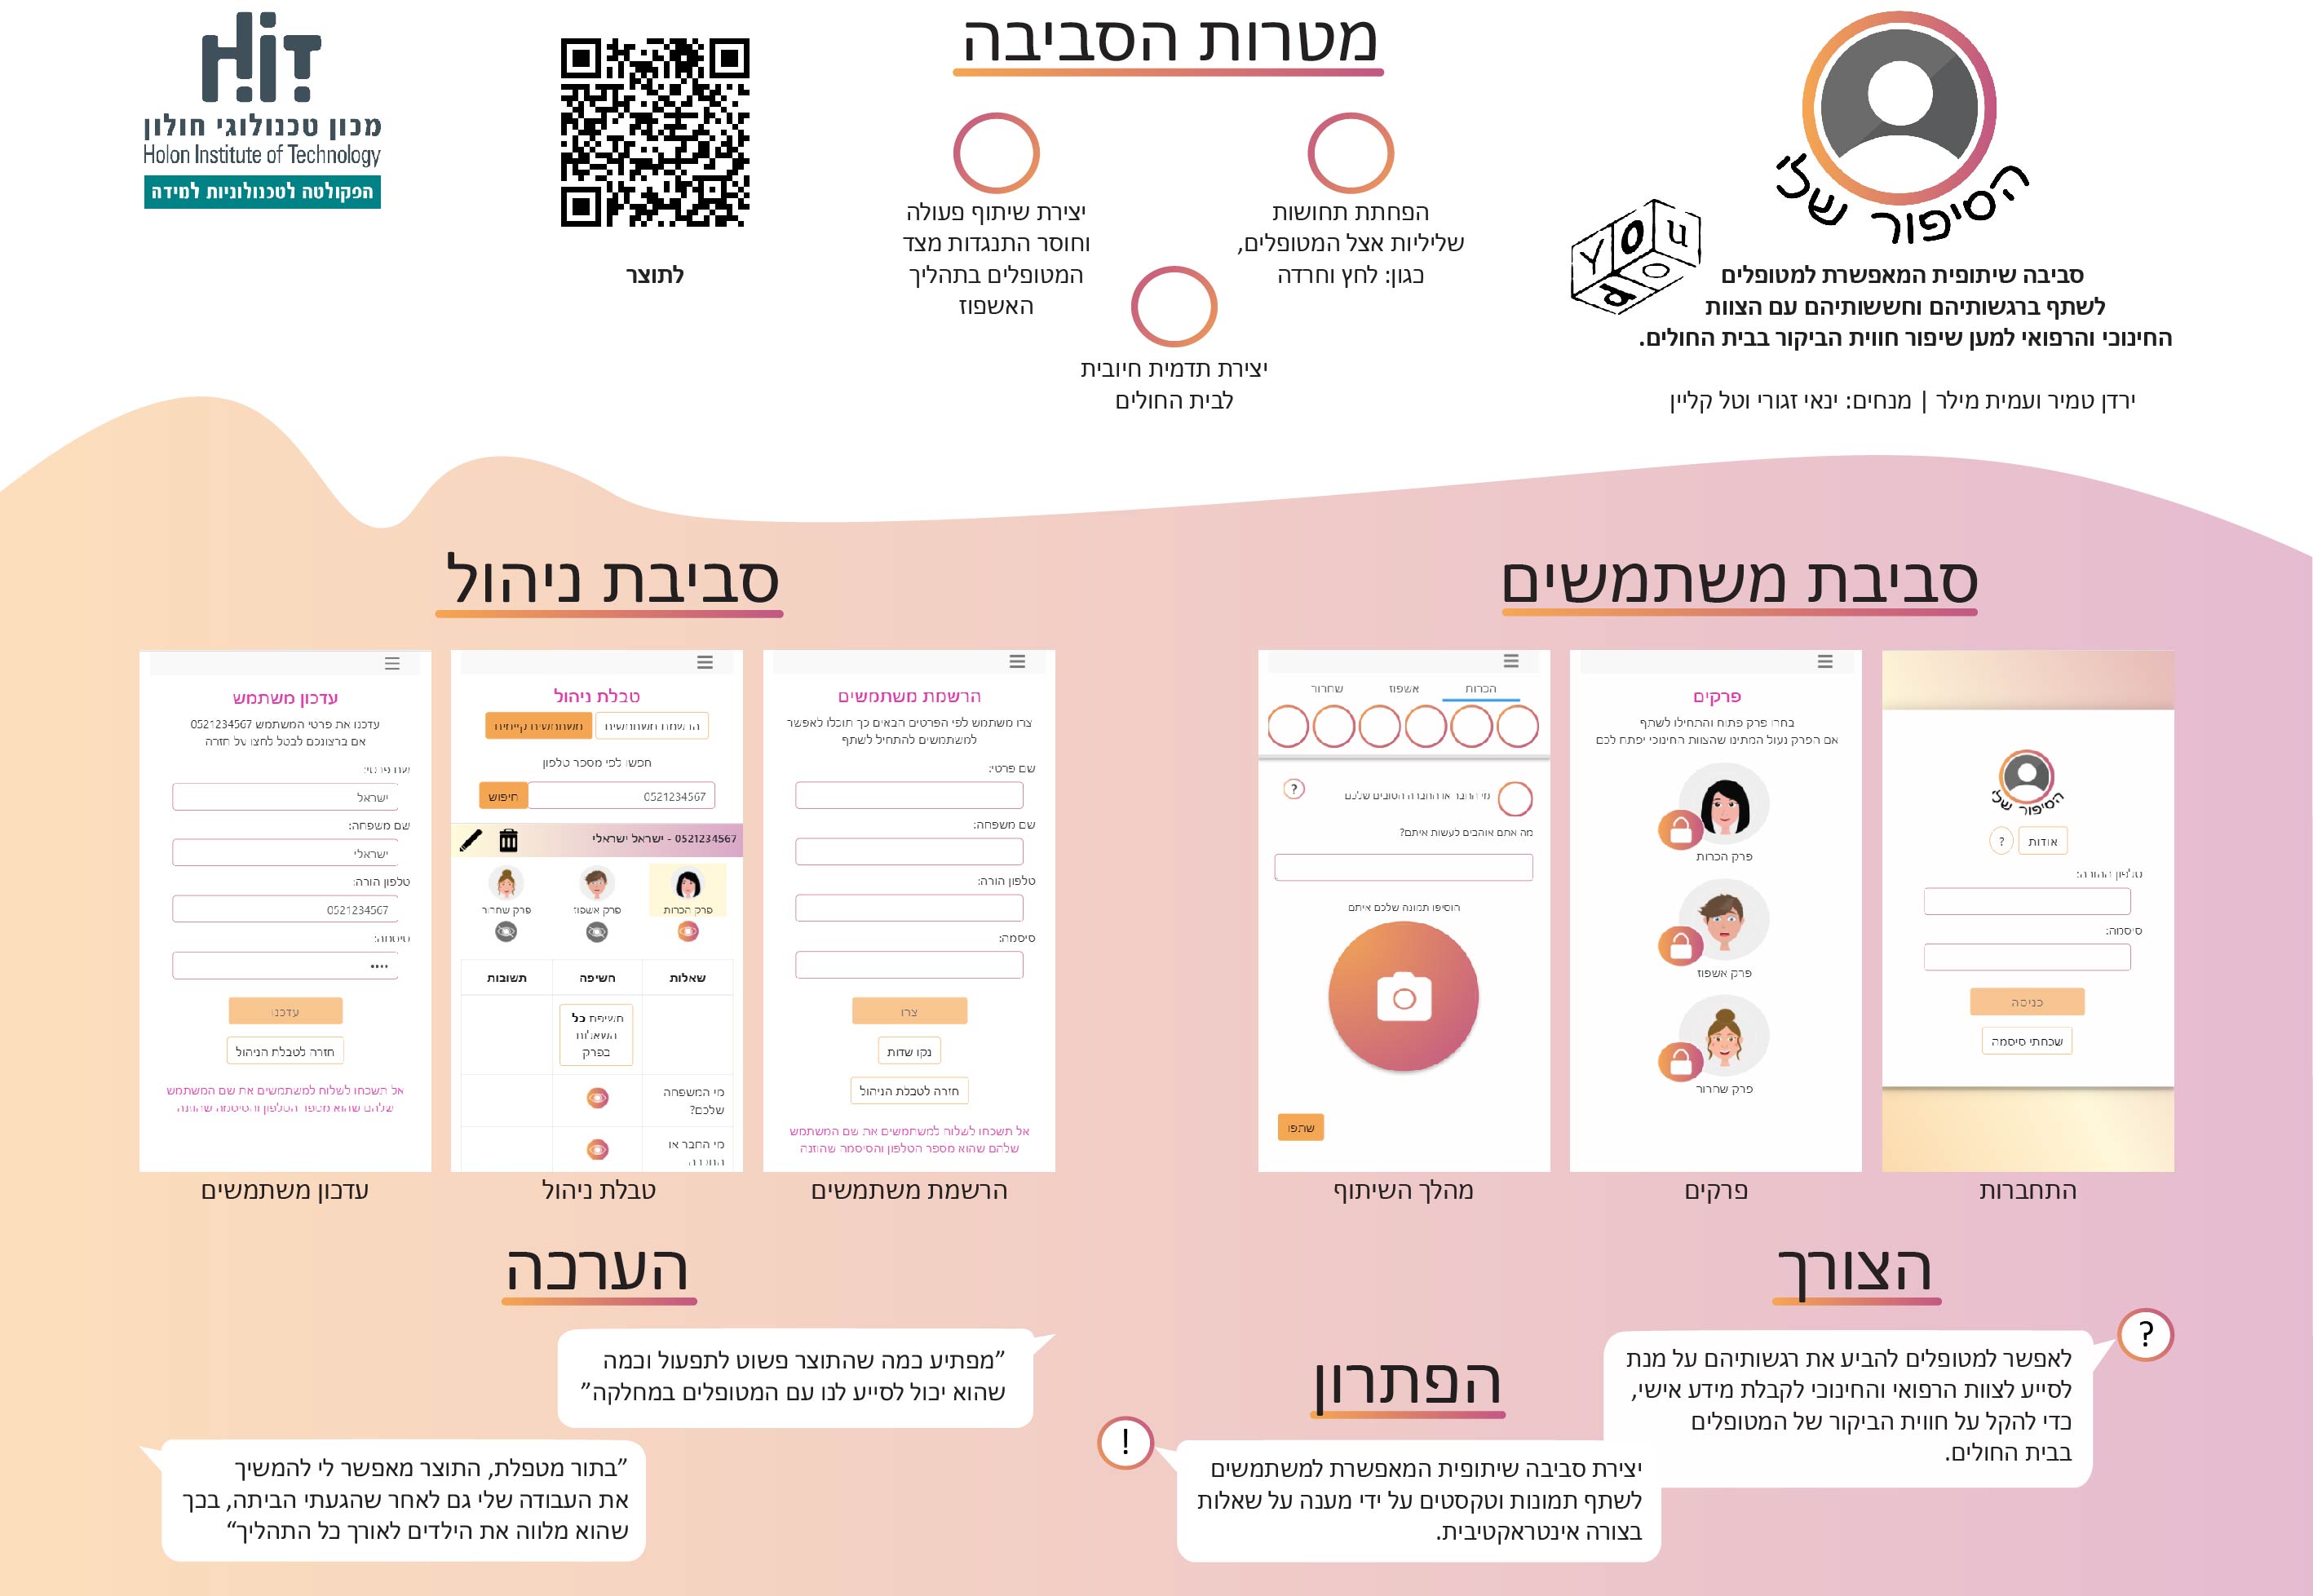 הסיפור שלי
YouPod
סביבה שיתופית המאפשרת למטופלים
לשתף ברגשותיהם וחששותיהם עם הצוות
החינוכי והרפואי למען שיפור חווית הביקור בבית החולים.
ירדן טמיר ועמית מילר | מנחים: ינאי זגורי וטל קליין
מטרות הסביבה
הפחתת תחושות
שליליות אצל המטופלים,
כגון: לחץ וחרדה
יצירת תדמית חיובית
לבית החולים
יצירת שיתוף פעולה
וחוסר התנגדות מצד
המטופלים בתהליך
האשפוז
לתוצר
HiT
מכון טכנולוגי חולון
Holon Institute of Technology
הפקולטה לטכנולוגיות למידה
סביבת משתמשים
הסיפור שלי
אודות
?
טלפון ההורה:
סיסמה:
כניסה
שכחתי סיסמה
התחברות
פרקים
בחרו פרק פתוח והתחילו לשתף
אם הפרק נעול המתינו שהצוות החינוכי יפתח לכם
פרק הכרות
פרק אשפוז
פרק שחרור
פרקים
הכרות
אשפוז
שחרור
מי החבר או החברה הטובים שלכם
?
מה אתם אוהבים לעשות איתם?
הוסיפו תמונה שלכם איתם
שתפו
מהלך השיתוף
סביבת ניהול
הרשמת משתמשים
צרו משתמש לפי הפרטים הבאים כך תוכלו לאפשר
למשתמשים להתחיל לשתף
שם פרטי:
שם משפחה:
טלפון הורה:
סיסמה:
צרו
נקו שדות
חזרה לטבלת הניהול
אל תשכחו לשלוח למשתמשים את שם המשתמש
שלהם שהוא מספר הטלפון והסיסמה שהוזנה
הרשמת משתמשים
טבלת ניהול
הרשמת משתמשים
משתמשים קיימים
חפשו לפי מספר טלפון
0521234567
חיפוש
0521234567 - ישראל ישראלי
פרק הכרות
פרק אשפוז
פרק שחרור
שאלות
חשיפה
תשובות
חשיפת כל
השאלות
בפרק
מי המשפחה
שלכם?
מי החבר או
החברה
טבלת ניהול
עדכון משתמש
עדכנו את פרטי המשתמש 0521234567
אם ברצונכם לבטל לחצו על חזרה
שם פרטי:
ישראל
שם משפחה:
ישראלי
טלפון הורה:
0521234567
סיסמה:
••••
עדכנו
חזרה לטבלת הניהול
אל תשכחו לשלוח למשתמשים את שם המשתמש
שלהם שהוא מספר הטלפון והסיסמה שהוזנה
עדכון משתמשים
הצורך
?
לאפשר למטופלים להביע את רגשותיהם על מנת
לסייע לצוות הרפואי והחינוכי לקבלת מידע אישי,
כדי להקל על חווית הביקור של המטופלים
בבית החולים.
הפתרון
!
יצירת סביבה שיתופית המאפשרת למשתמשים
לשתף תמונות וטקסטים על ידי מענה על שאלות
בצורה אינטראקטיבית.
הערכה
”מפתיע כמה שהתוצר פשוט לתפעול וכמה
שהוא יכול לסייע לנו עם המטופלים במחלקה”
”בתור מטפלת, התוצר מאפשר לי להמשיך
את העבודה שלי גם לאחר שהגעתי הביתה, בכך
שהוא מלווה את הילדים לאורך כל התהליך“